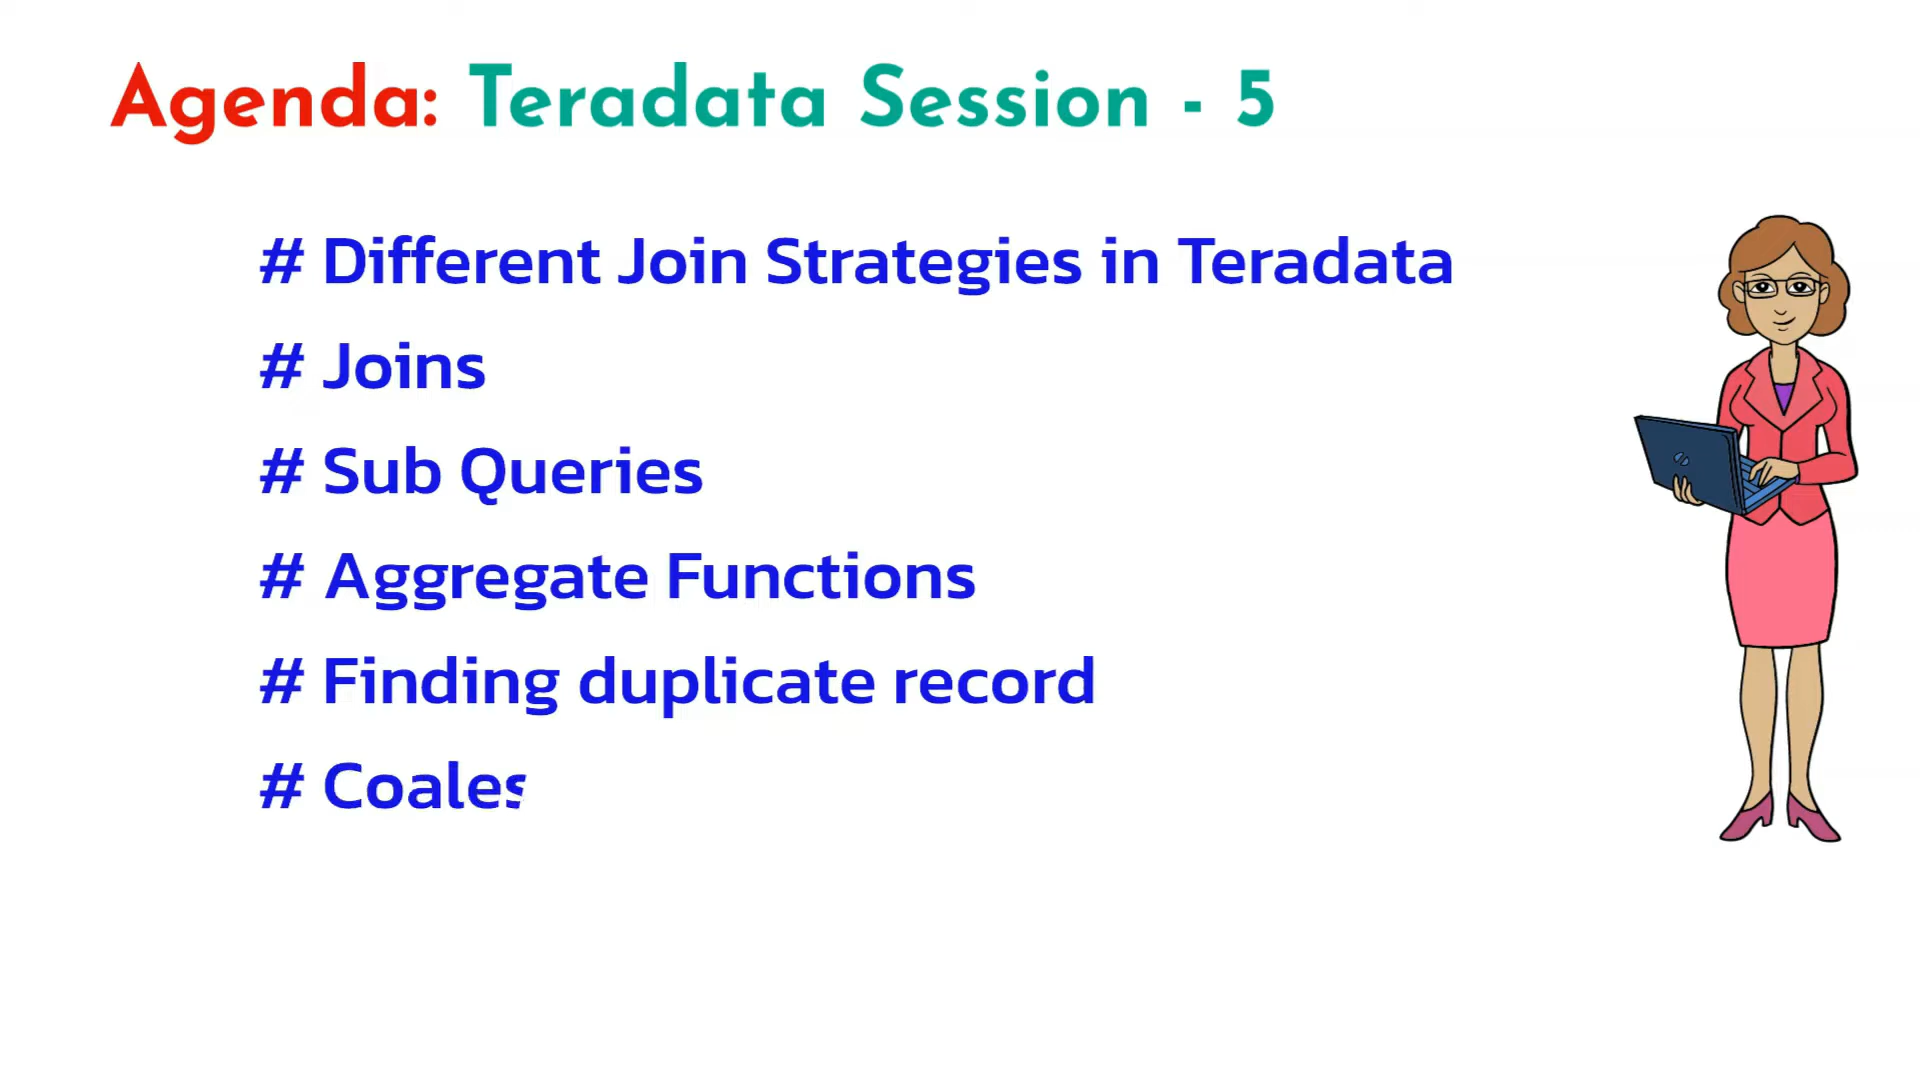 Agenda: Teradata Session - 5
# Different Join Strategies in Teradata
# Joins
# Sub Queries
# Aggregate Functions
# Finding duplicate record
# Coales